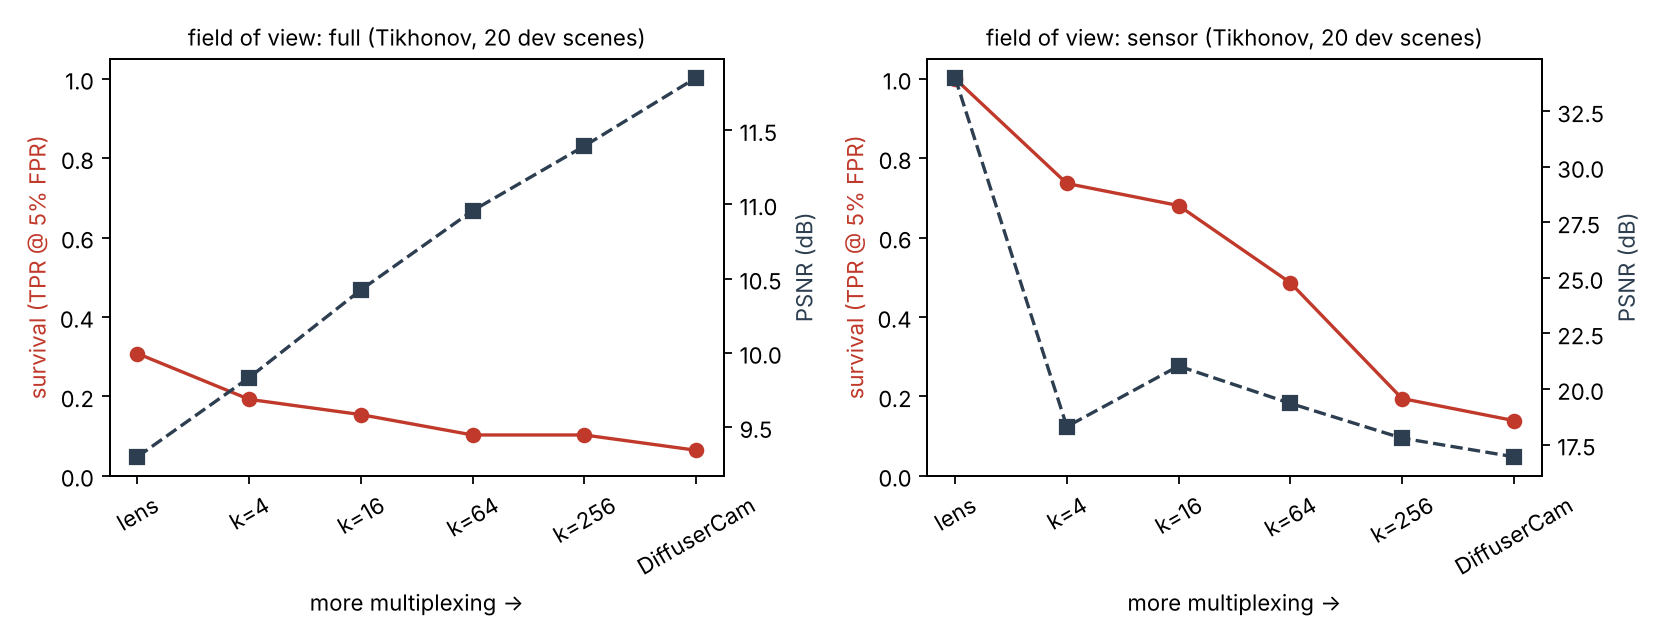 field of view: full (Tikhonov, 20 dev scenes)
survival (TPR @ 5% FPR)
1.0
0.8
0.6
0.4
0.2
0.0
11.5
11.0
10.5
10.0
9.5
PSNR (dB)
lens
k=4
k=16
k=64
k=256
DiffuserCam
more multiplexing →
field of view: sensor (Tikhonov, 20 dev scenes)
survival (TPR @ 5% FPR)
1.0
0.8
0.6
0.4
0.2
0.0
32.5
30.0
27.5
25.0
22.5
20.0
17.5
PSNR (dB)
lens
k=4
k=16
k=64
k=256
DiffuserCam
more multiplexing →